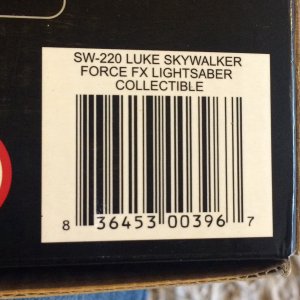 SW-220 LUKE SKYWALKER
FORCE FX LIGHTSABER
COLLECTIBLE
8 36453 00396 7